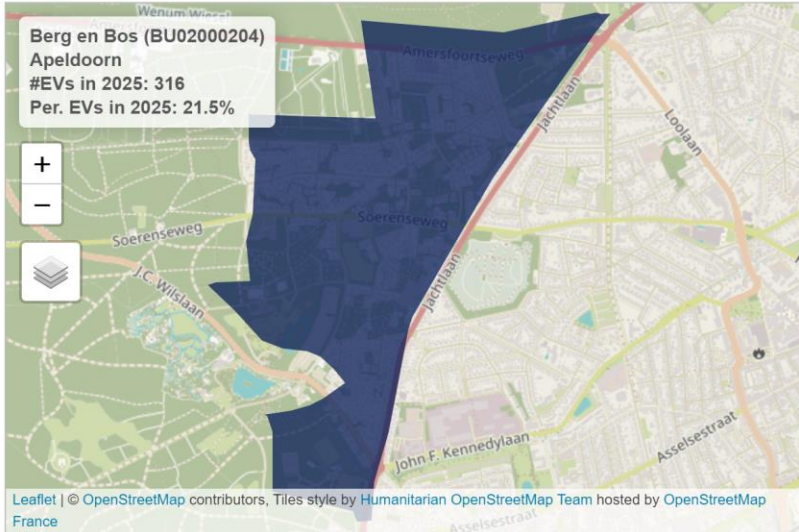 Wenum Wiesel
Berg en Bos (BU02000204)
Apeldoorn
#EVs in 2025: 316
Per. EVs in 2025: 21.5%
Amersfoortseweg
Jachtlaan
Loolaan
+
−
Soerensweg
Soerensweg
J.C. Wilslaan
Jachtlaan
John F. Kennedylaan
Asselsestraat
Leaflet | © OpenStreetMap contributors, Tiles style by Humanitarian OpenStreetMap Team hosted by OpenStreetMap
France
Asselsestraat